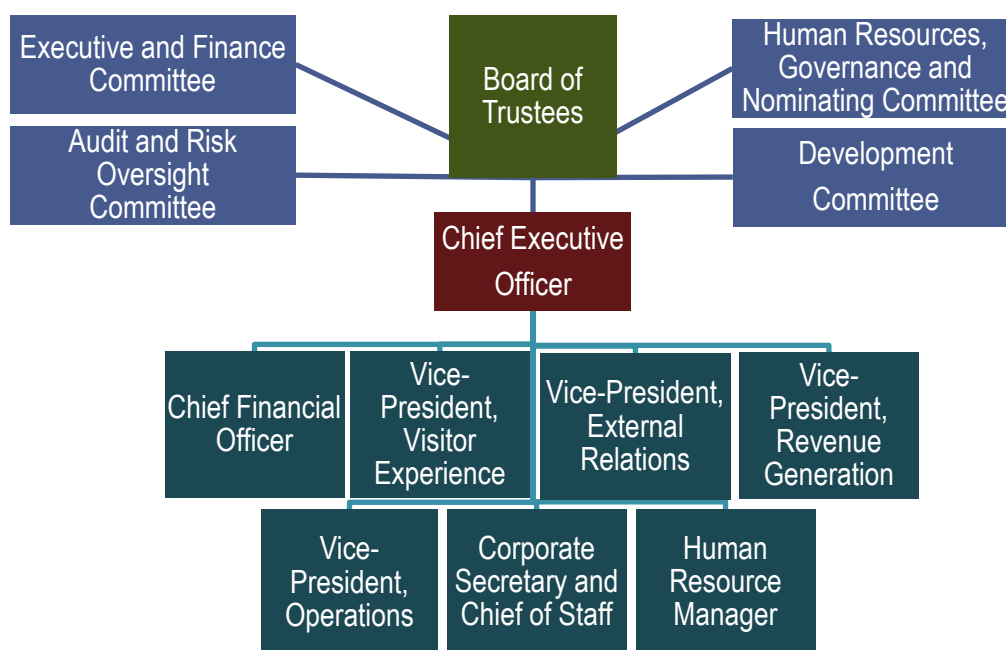 Executive and Finance
Committee
Board of
Trustees
Human Resources,
Governance and
Nominating Committee
Audit and Risk
Oversight
Committee
Development
Committee
Chief Executive
Officer
Chief Financial
Officer
Vice-
President,
Visitor
Experience
Vice-President,
External
Relations
Vice-
President,
Revenue
Generation
Vice-
President,
Operations
Corporate
Secretary and
Chief of Staff
Human
Resource
Manager